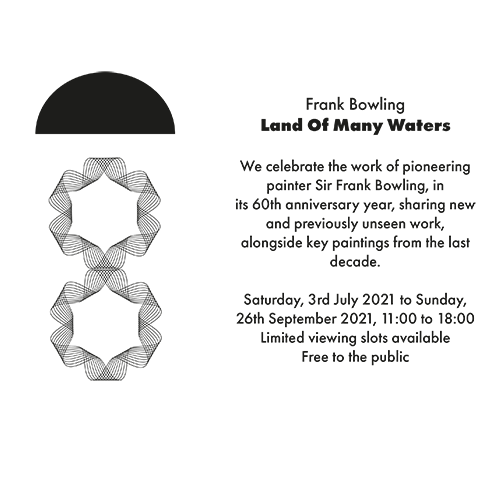 Frank Bowling
Land Of Many Waters
We celebrate the work of pioneering
painter Sir Frank Bowling, in
its 60th anniversary year, sharing new
and previously unseen work,
alongside key paintings from the last
decade.
Saturday, 3rd July 2021 to Sunday,
26th September 2021, 11:00 to 18:00
Limited viewing slots available
Free to the public